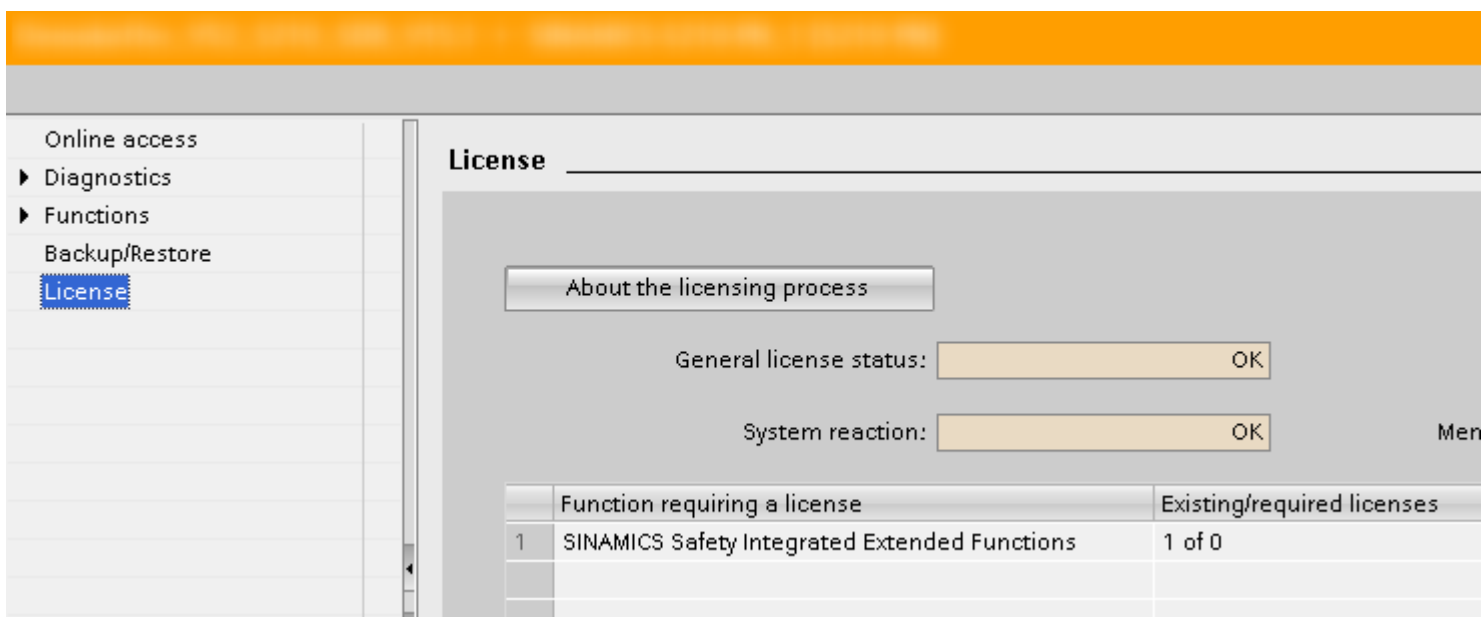 Online access
Diagnostics
Functions
Backup/Restore
License
License
About the licensing process
General license status: OK
System reaction: OK
Function requiring a license Existing/required licenses
1 SINAMICS Safety Integrated Extended Functions 1 of 0